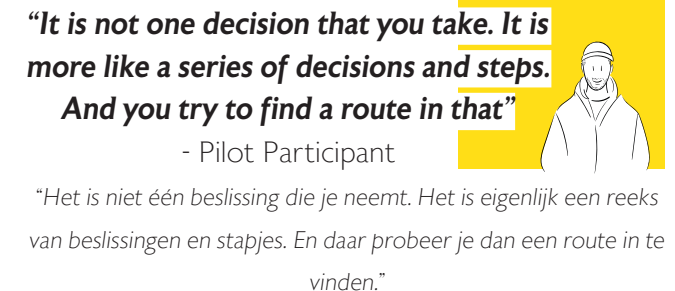 “It is not one decision that you take. It is
more like a series of decisions and steps.
And you try to find a route in that”
- Pilot Participant
“Het is niet één beslissing die je neemt. Het is eigenlijk een reeks
van beslissingen en stapjes. En daar probeer je dan een route in te
vinden.”